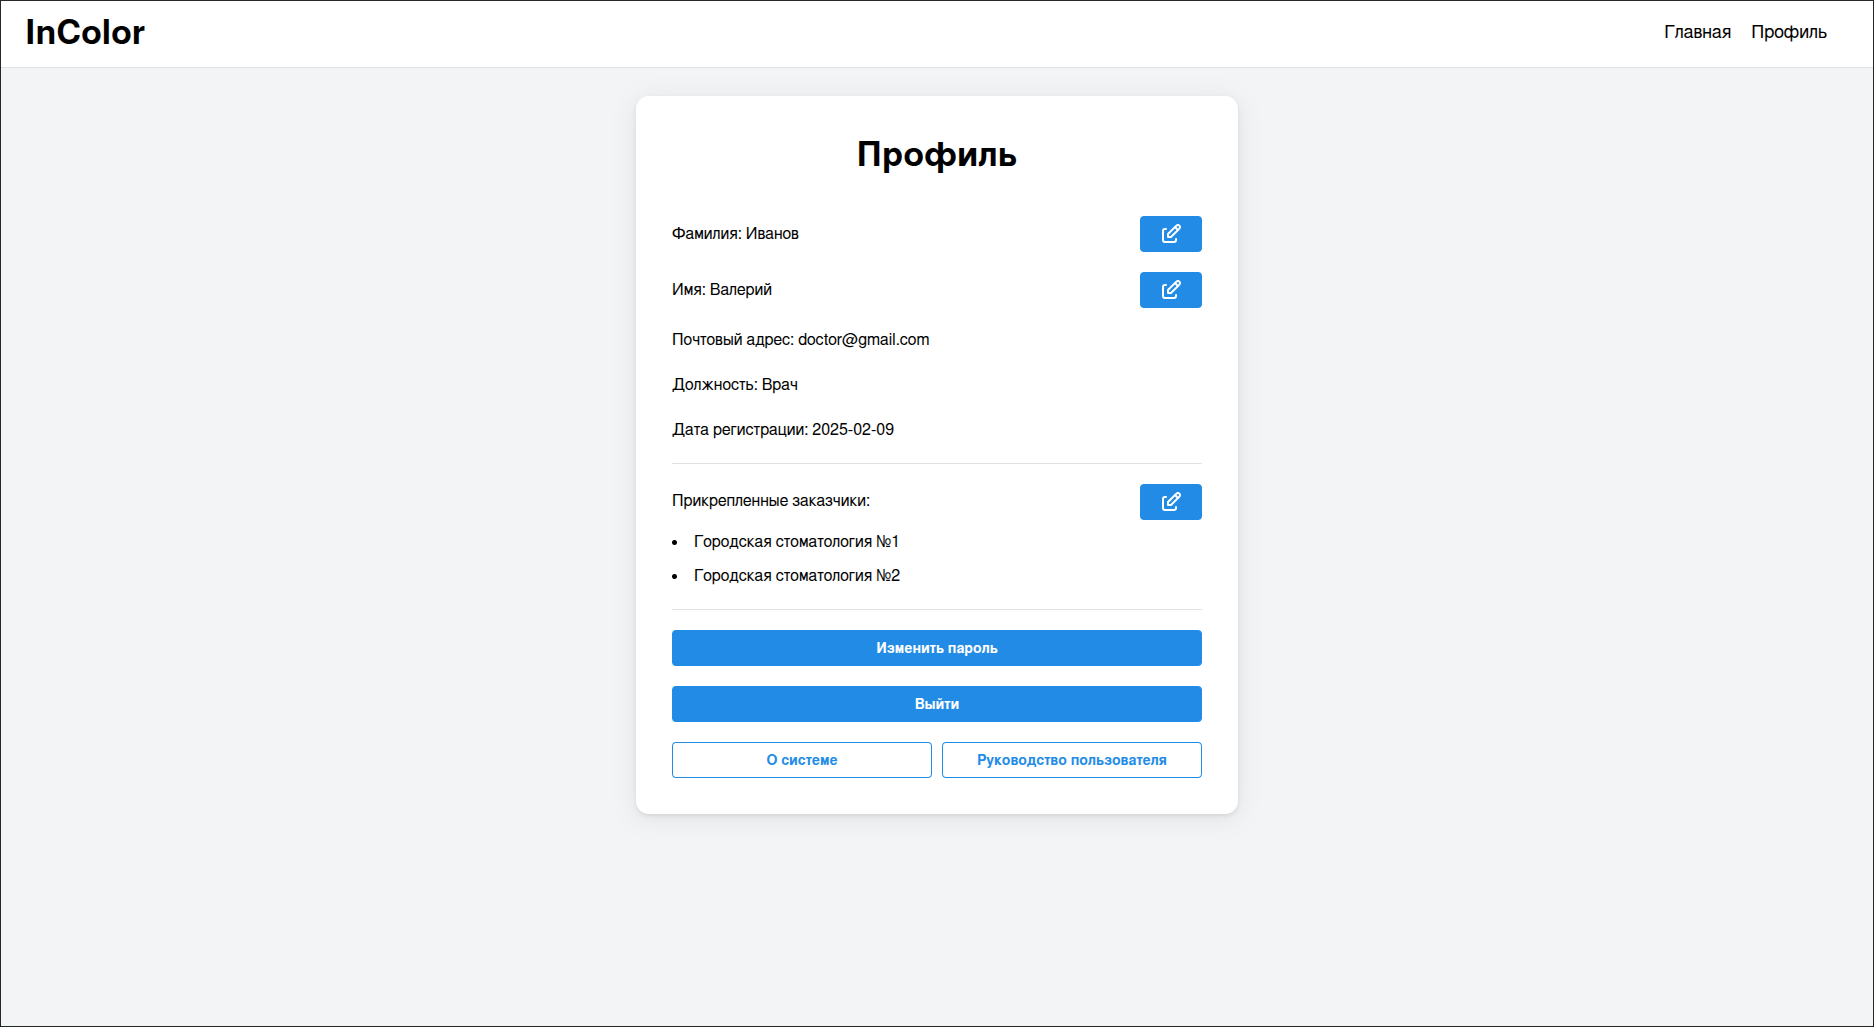 InColor
Главная Профиль
Профиль
Фамилия: Иванов
Имя: Валерий
Почтовый адрес: doctor@gmail.com
Должность: Врач
Дата регистрации: 2025-02-09
Прикрепленные заказчики:
• Городская стоматология №1
• Городская стоматология №2
Изменить пароль
Выйти
О системе
Руководство пользователя